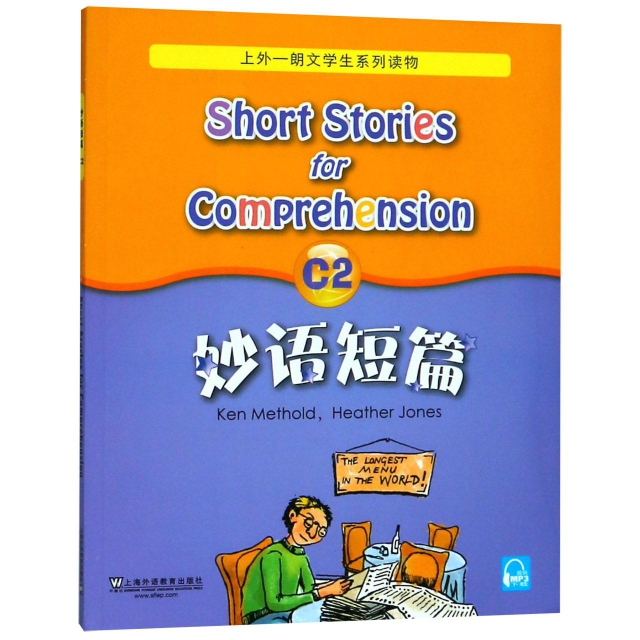 上外—朗文学生系列读物
Short Stories
for
Comprehension
C2
妙语短篇
Ken Methold, Heather Jones
THE LONGEST
MENU
IN THE WORLD!
上海外语教育出版社
www.sflep.com
MP3